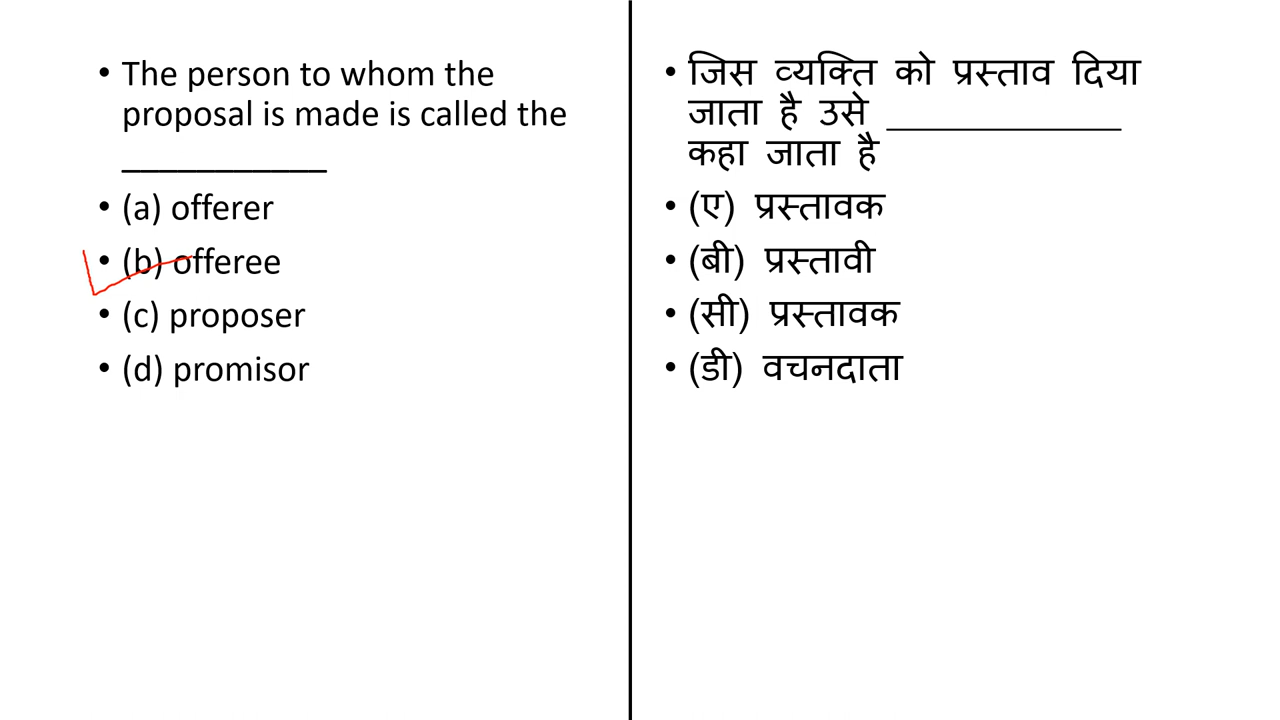 • The person to whom the
proposal is made is called the
___________
• (a) offerer
• (b) offeree
• (c) proposer
• (d) promisor
• जिस व्यक्ति को प्रस्ताव दिया
जाता है उसे ____________
कहा जाता है
• (ए) प्रस्तावक
• (बी) प्रस्तावी
• (सी) प्रस्तावक
• (डी) वचनदाता